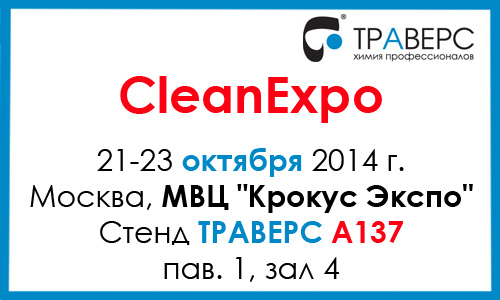 ТРАВЕРС
химия профессионалов
CleanExpo
21-23 октября 2014 г.
Москва, МВЦ "Крокус Экспо"
Стенд ТРАВЕРС А137
пав. 1, зал 4